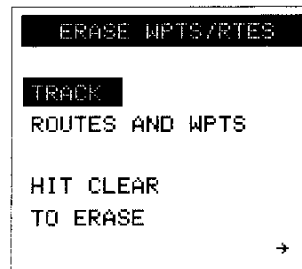 ERASE WPTS/RTES
TRACK
ROUTES AND WPTS
HIT CLEAR
TO ERASE
→